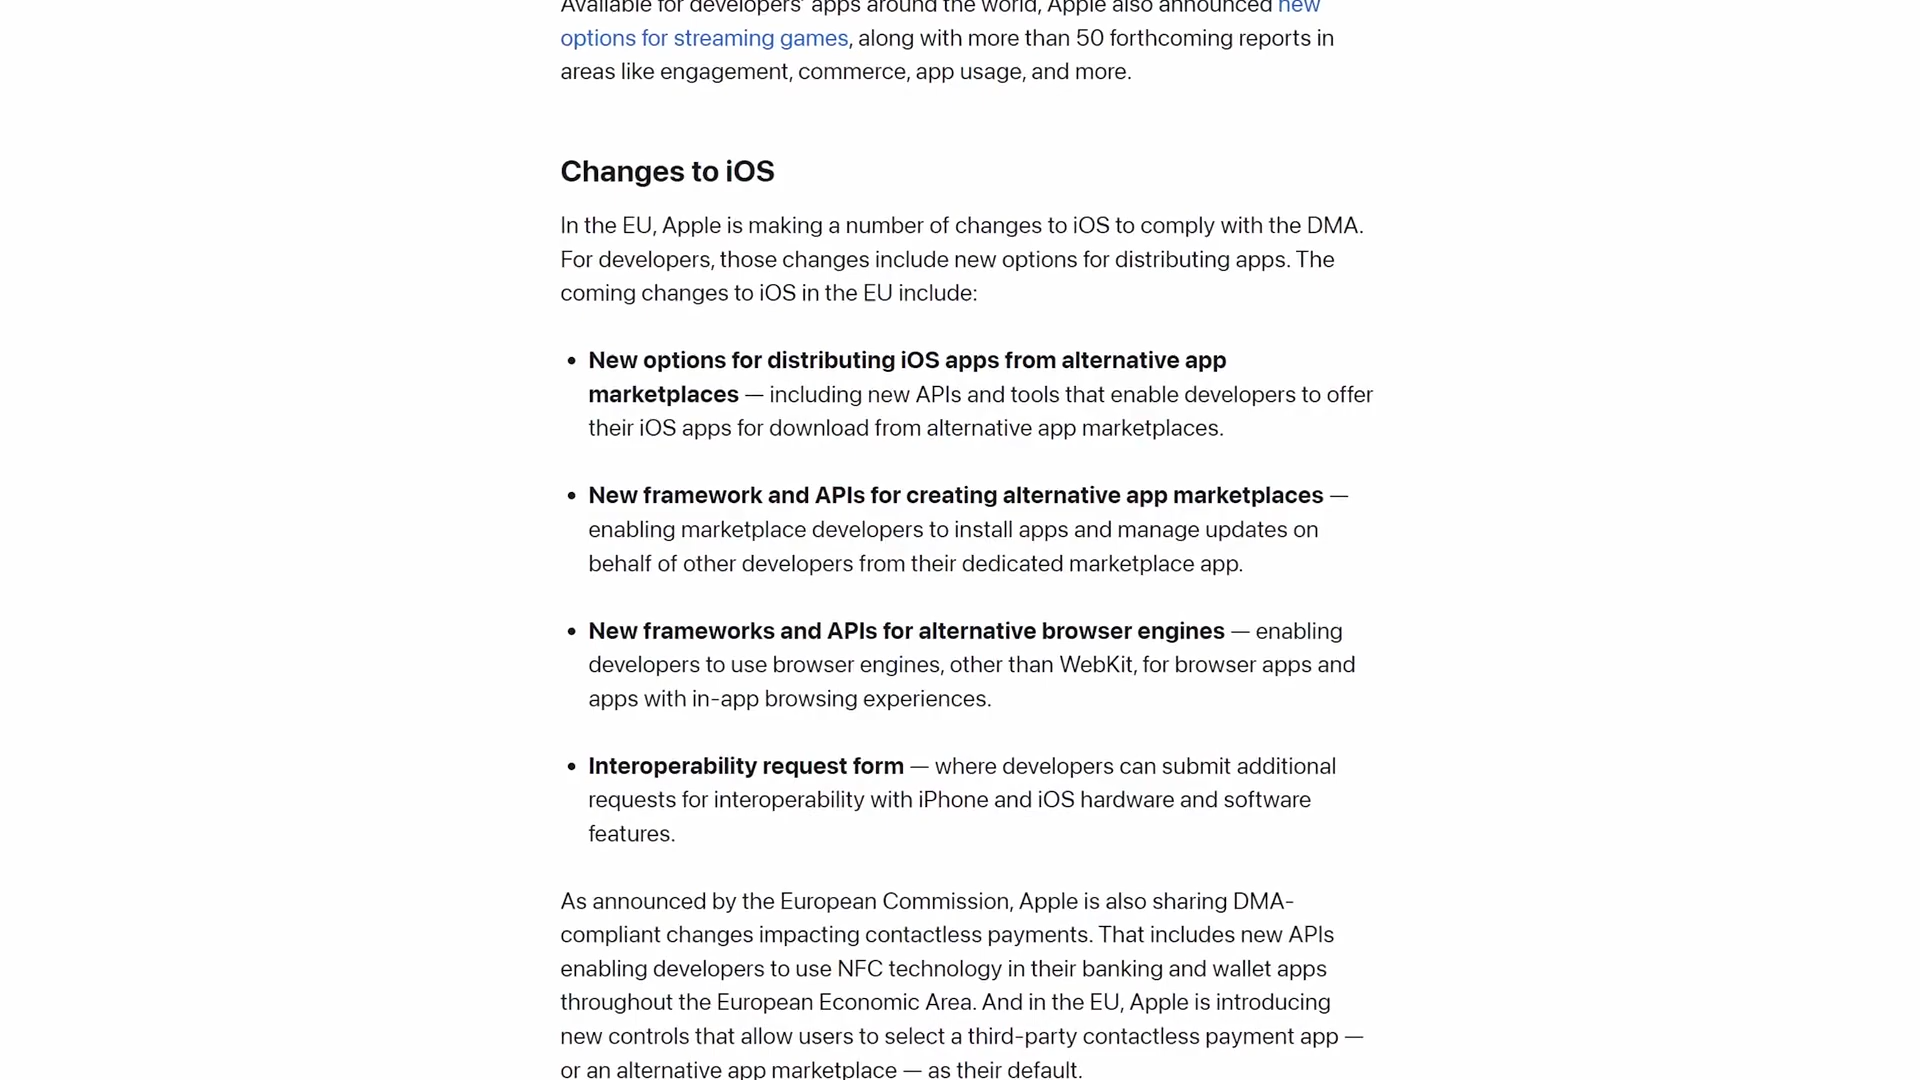 Available for developers' apps around the world, Apple also announced new
options for streaming games, along with more than 50 forthcoming reports in
areas like engagement, commerce, app usage, and more.
Changes to iOS
In the EU, Apple is making a number of changes to iOS to comply with the DMA.
For developers, those changes include new options for distributing apps. The
coming changes to iOS in the EU include:
• New options for distributing iOS apps from alternative app
marketplaces — including new APIs and tools that enable developers to offer
their iOS apps for download from alternative app marketplaces.
• New framework and APIs for creating alternative app marketplaces —
enabling marketplace developers to install apps and manage updates on
behalf of other developers from their dedicated marketplace app.
• New frameworks and APIs for alternative browser engines — enabling
developers to use browser engines, other than WebKit, for browser apps and
apps with in-app browsing experiences.
• Interoperability request form — where developers can submit additional
requests for interoperability with iPhone and iOS hardware and software
features.
As announced by the European Commission, Apple is also sharing DMA-
compliant changes impacting contactless payments. That includes new APIs
enabling developers to use NFC technology in their banking and wallet apps
throughout the European Economic Area. And in the EU, Apple is introducing
new controls that allow users to select a third-party contactless payment app —
or an alternative app marketplace — as their default.